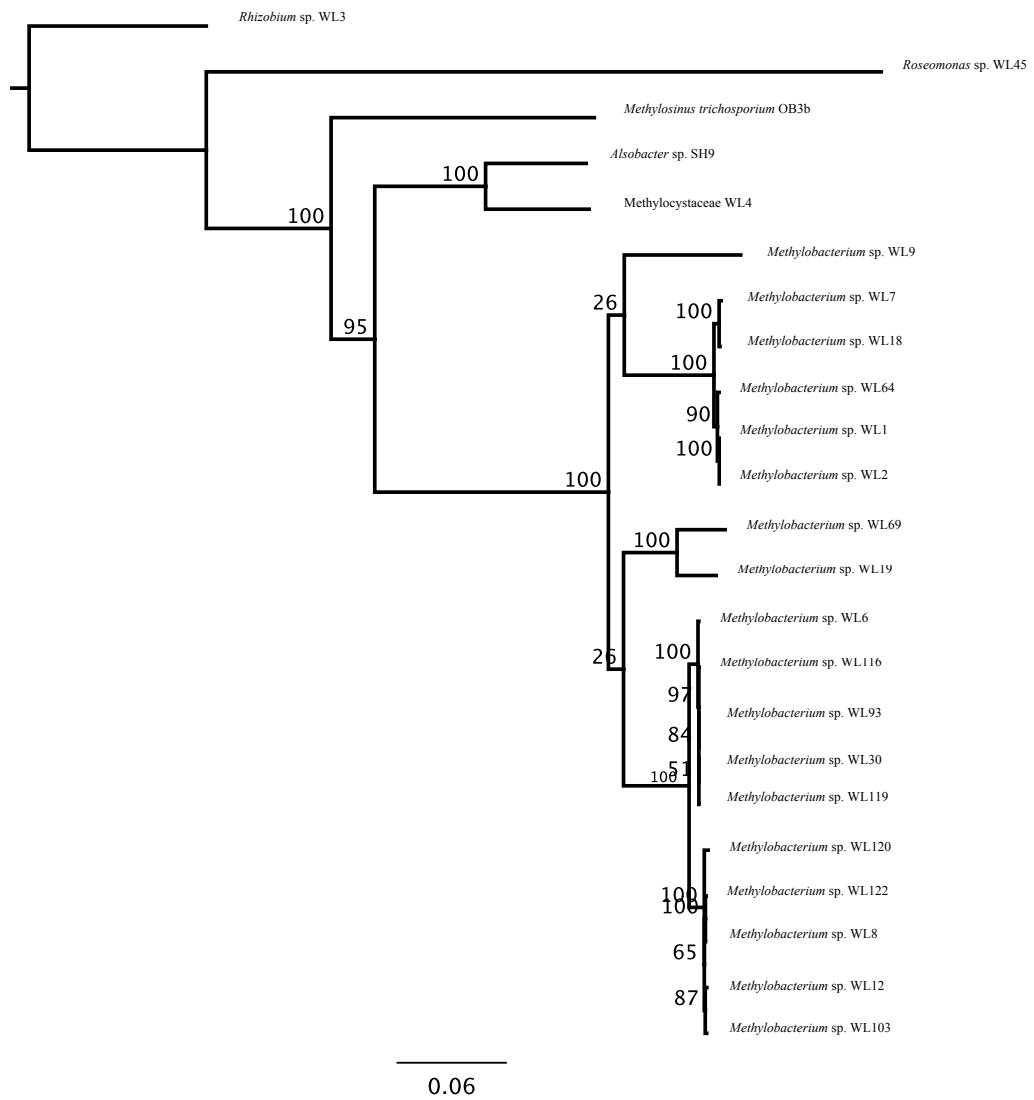 Rhizobium sp. WL3
Roseomonas sp. WL45
Methylosinus trichosporium OB3b
Alsobacter sp. SH9
100
Methylocystaceae WL4
100
Methylobacterium sp. WL9
Methylobacterium sp. WL7
26
100
95
Methylobacterium sp. WL18
100
Methylobacterium sp. WL64
90
Methylobacterium sp. WL1
100
Methylobacterium sp. WL2
100
Methylobacterium sp. WL69
100
Methylobacterium sp. WL19
Methylobacterium sp. WL6
26
100
Methylobacterium sp. WL116
97
Methylobacterium sp. WL93
84
Methylobacterium sp. WL30
51
100
Methylobacterium sp. WL119
Methylobacterium sp. WL120
100
Methylobacterium sp. WL122
100
Methylobacterium sp. WL8
65
Methylobacterium sp. WL12
87
Methylobacterium sp. WL103
0.06